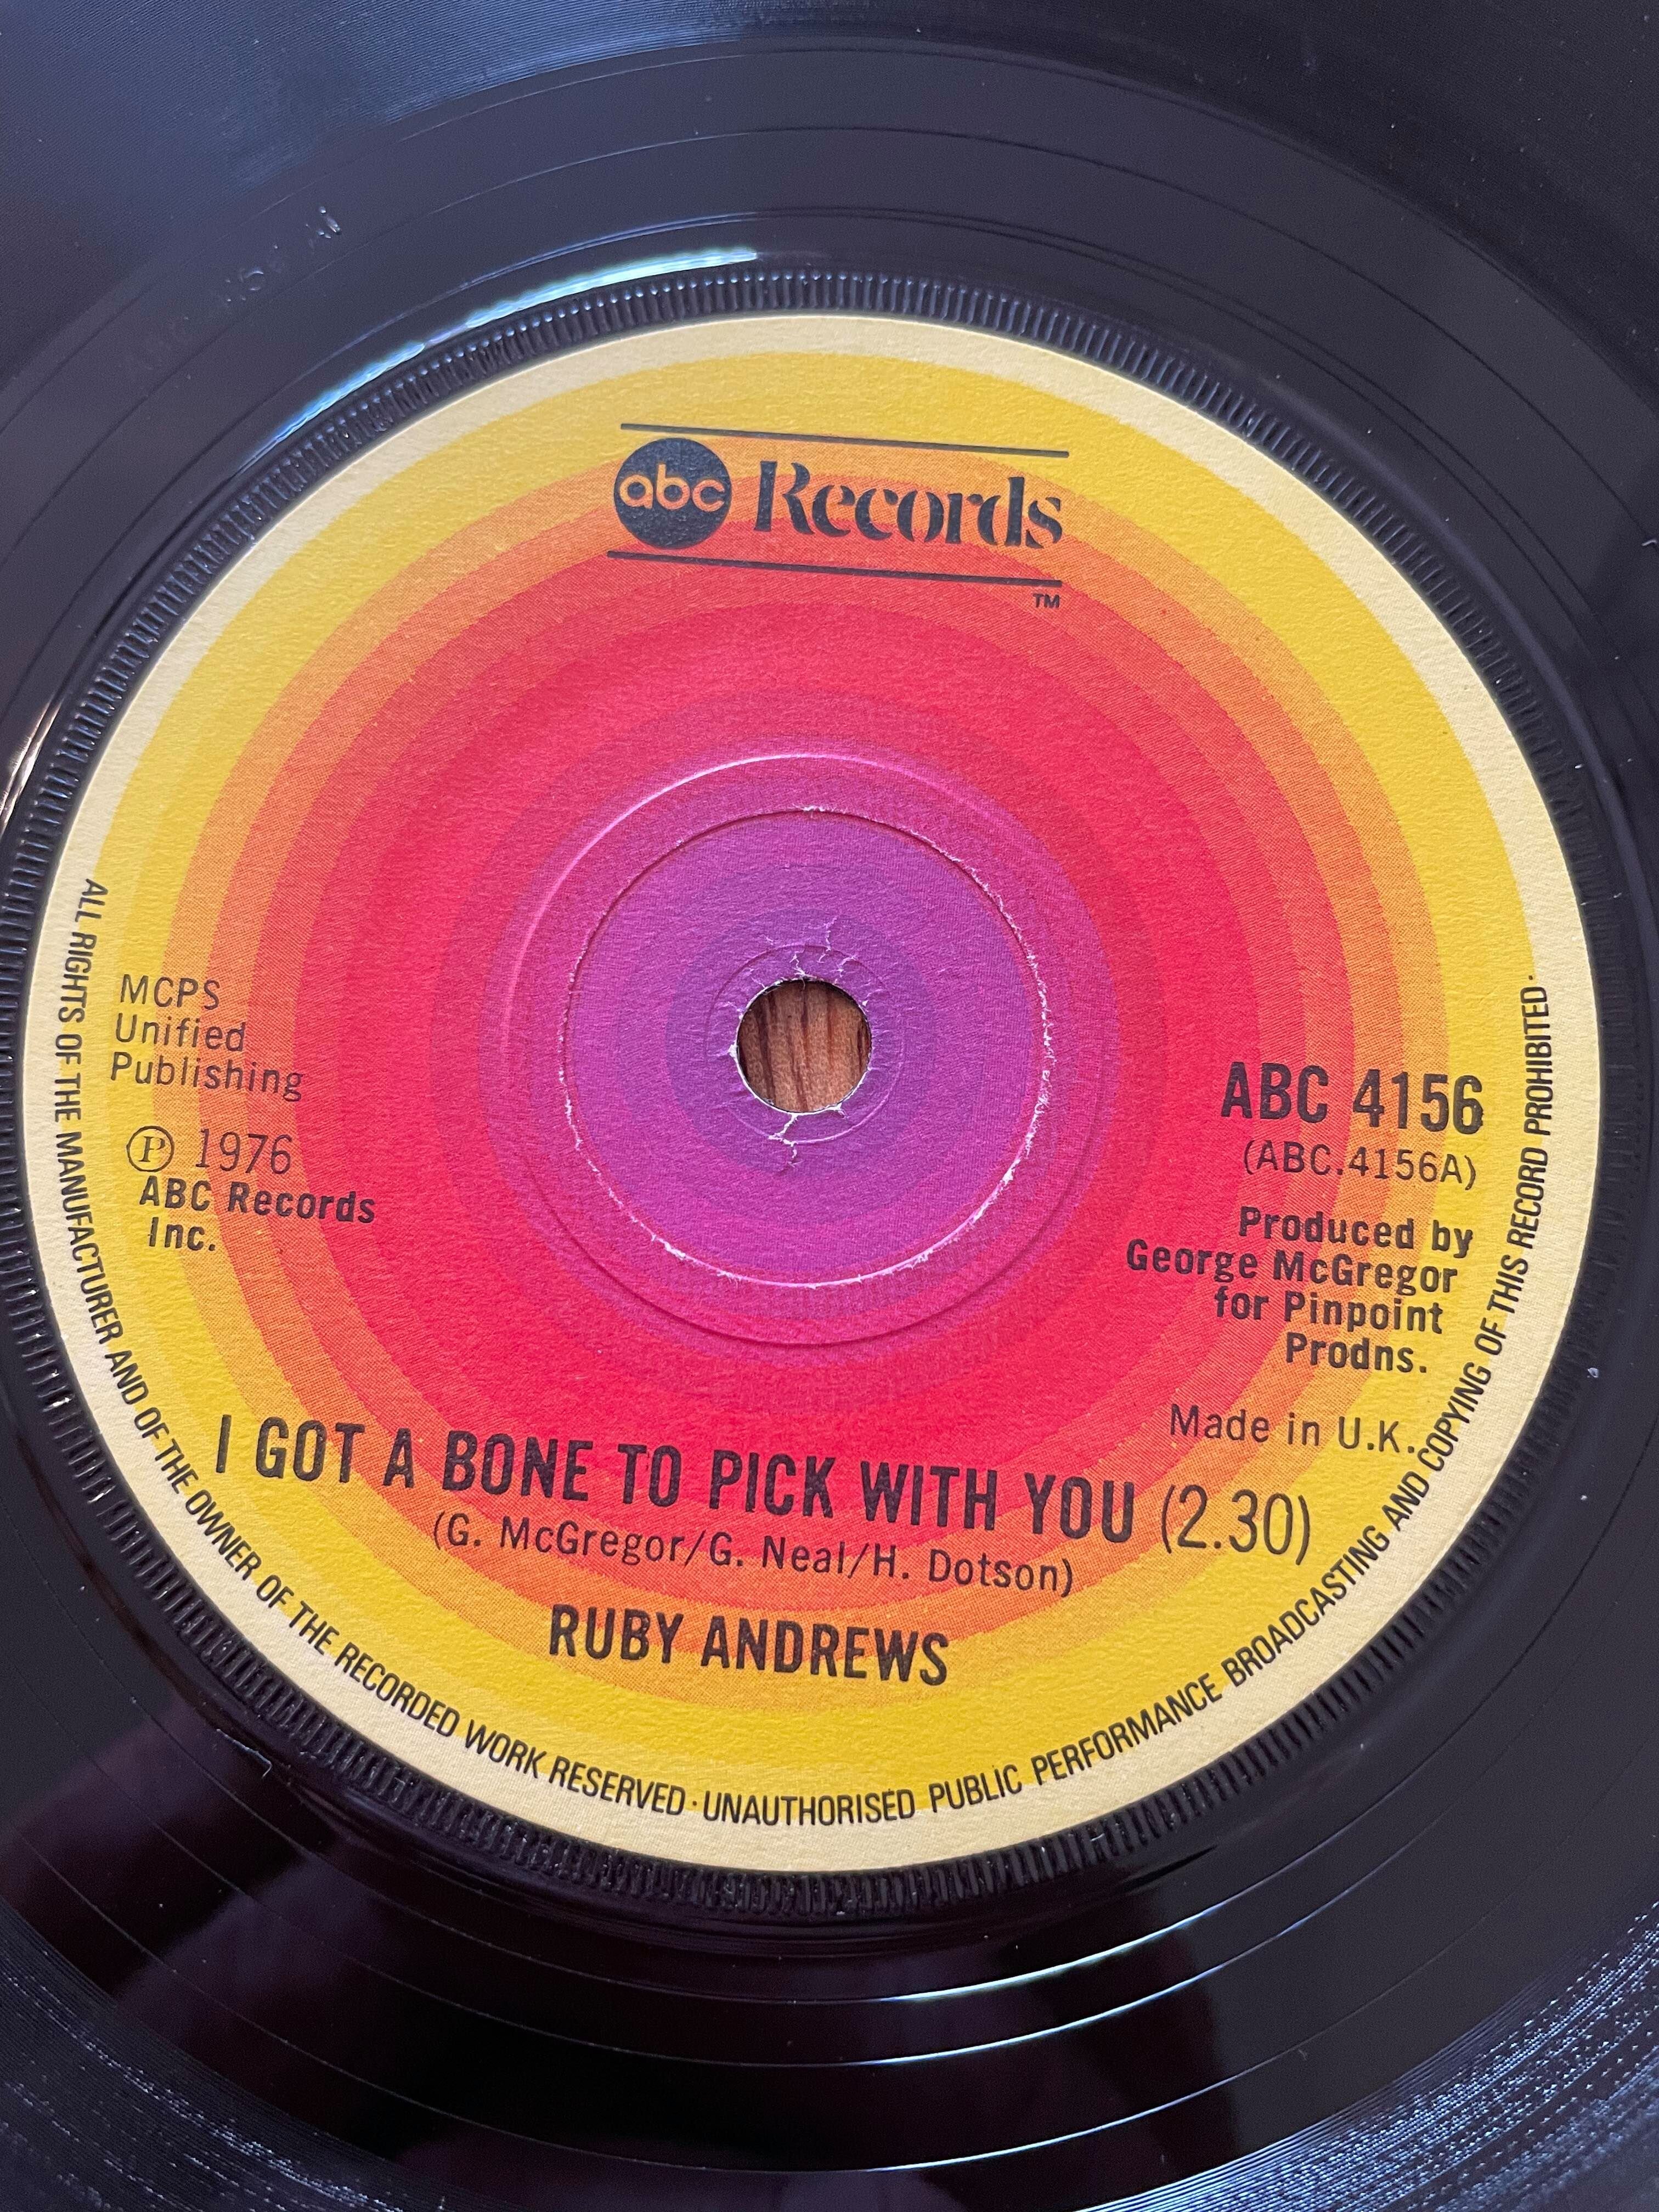 abc Records
TM
MCPS
Unified
Publishing
Ⓟ 1976
ABC Records
Inc.
ABC 4156
(ABC.4156A)
Produced by
George McGregor
for Pinpoint
Prodns.
Made in U.K.
I GOT A BONE TO PICK WITH YOU (2.30)
(G. McGregor/G. Neal/H. Dotson)
RUBY ANDREWS
ALL RIGHTS OF THE MANUFACTURER AND OF THE OWNER OF THE RECORDED WORK RESERVED · UNAUTHORISED PUBLIC PERFORMANCE BROADCASTING AND COPYING OF THIS RECORD PROHIBITED ·